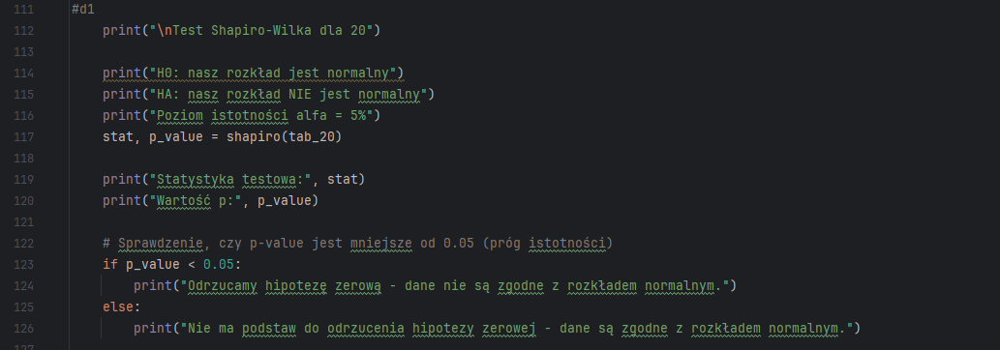 111 #d1
112 print("\nTest Shapiro-Wilka dla 20")
113
114 print("H0: nasz rozkład jest normalny")
115 print("HA: nasz rozkład NIE jest normalny")
116 print("Poziom istotności alfa = 5%")
117 stat, p_value = shapiro(tab_20)
118
119 print("Statystyka testowa:", stat)
120 print("Wartość p:", p_value)
121
122 # Sprawdzenie, czy p-value jest mniejsze od 0.05 (próg istotności)
123 if p_value < 0.05:
124 print("Odrzucamy hipotezę zerową - dane nie są zgodne z rozkładem normalnym.")
125 else:
126 print("Nie ma podstaw do odrzucenia hipotezy zerowej - dane są zgodne z rozkładem normalnym.")
127